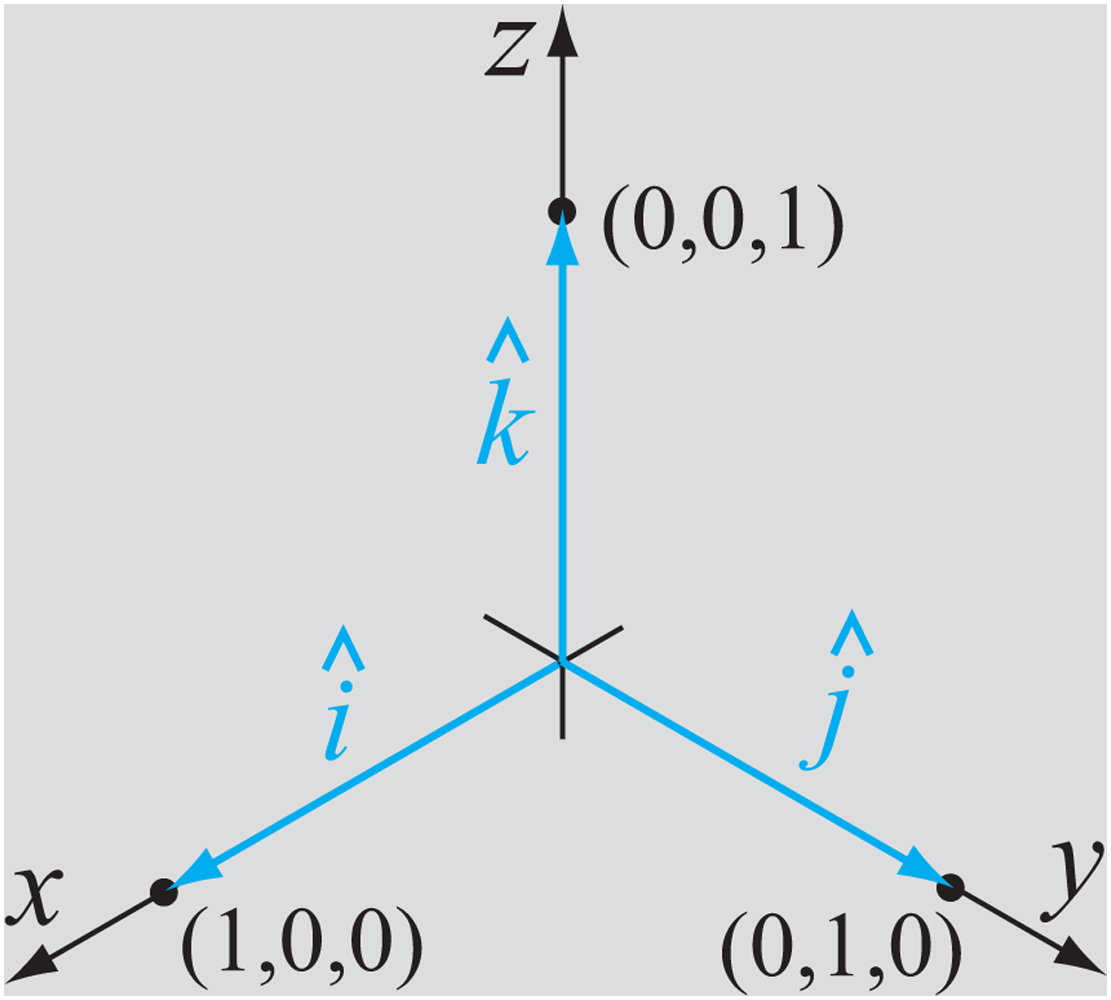 z
(0,0,1)
k̂
î
ĵ
x
y
(1,0,0)
(0,1,0)